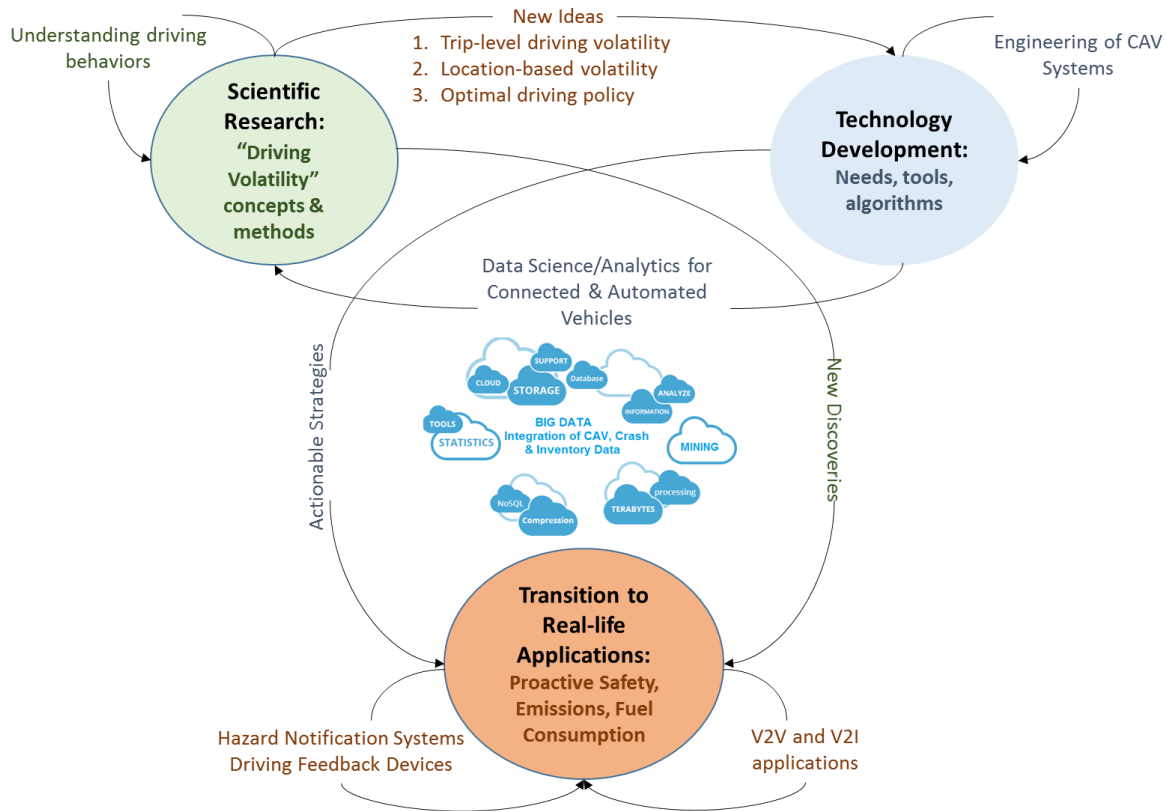 New Ideas
1. Trip-level driving volatility
2. Location-based volatility
3. Optimal driving policy
Understanding driving
behaviors
Engineering of CAV
Systems
Scientific
Research:
“Driving
Volatility”
concepts &
methods
Technology
Development:
Needs, tools,
algorithms
Data Science/Analytics for
Connected & Automated
Vehicles
Actionable Strategies
New Discoveries
SUPPORT
CLOUD
STORAGE
Database
ANALYZE
INFORMATION
TOOLS
STATISTICS
BIG DATA
Integration of CAV, Crash
& Inventory Data
MINING
NoSQL
Compression
processing
TERABYTES
Transition to
Real-life
Applications:
Proactive Safety,
Emissions, Fuel
Consumption
Hazard Notification Systems
Driving Feedback Devices
V2V and V2I
applications